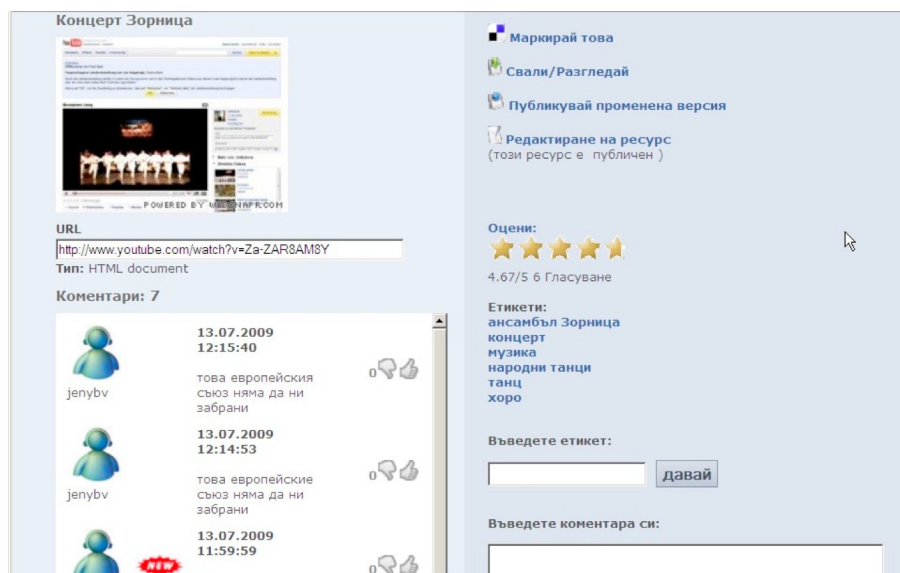 Концерт Зорница
POWERED BY WEBSNAPR.COM
URL
http://www.youtube.com/watch?v=Za-ZAR8AM8Y
Тип: HTML document
Коментари: 7
13.07.2009
12:15:40
това европейския
съюз няма да ни
забрани
0
jenybv
13.07.2009
12:14:53
това европейские
съюз няма да ни
забрани
0
jenybv
13.07.2009
11:59:59
NEW
0
Маркирай това
Свали/Разгледай
Публикувай променена версия
Редактиране на ресурс
(този ресурс е публичен )
Оцени:
4.67/5 6 Гласуване
Етикети:
ансамбъл Зорница
концерт
музика
народни танци
танц
хоро
Въведете етикет:
давай
Въведете коментара си: